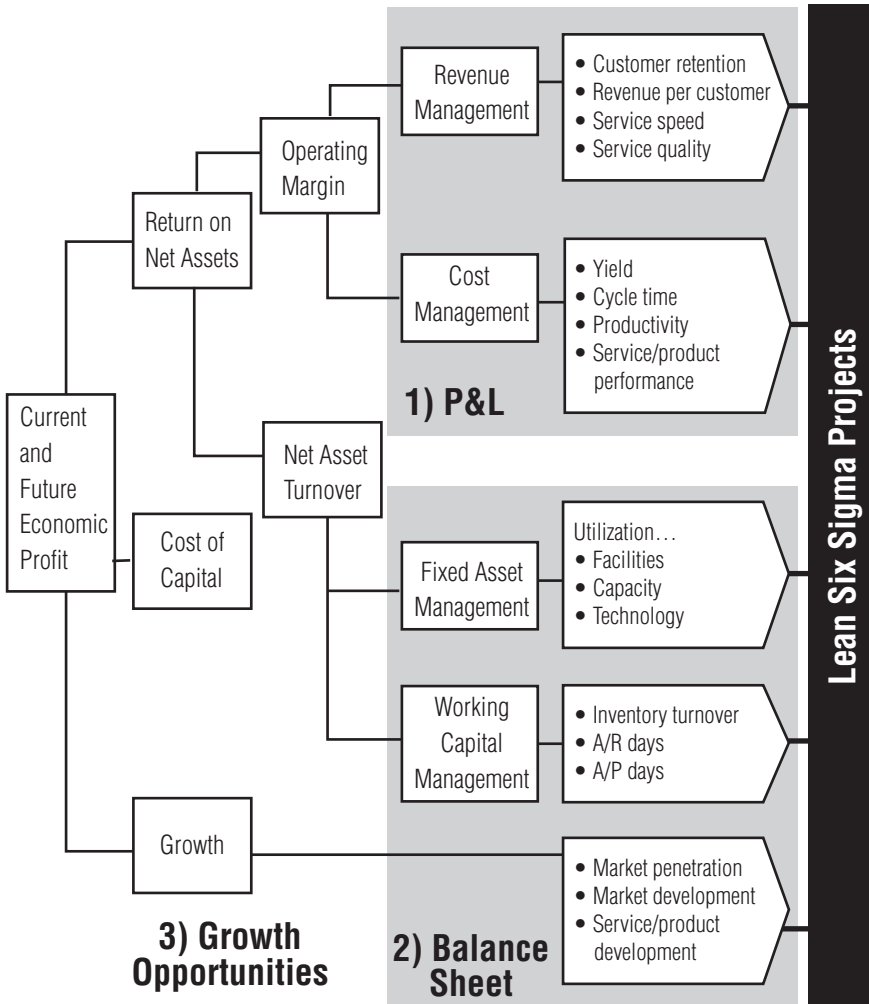 Revenue
Management
• Customer retention
• Revenue per customer
• Service speed
• Service quality
Operating
Margin
Return on
Net Assets
Cost
Management
• Yield
• Cycle time
• Productivity
• Service/product
performance
1) P&L
Current
and
Future
Economic
Profit
Net Asset
Turnover
Cost of
Capital
Fixed Asset
Management
Utilization…
• Facilities
• Capacity
• Technology
Working
Capital
Management
• Inventory turnover
• A/R days
• A/P days
Growth
• Market penetration
• Market development
• Service/product
development
3) Growth
Opportunities
2) Balance
Sheet
Lean Six Sigma Projects